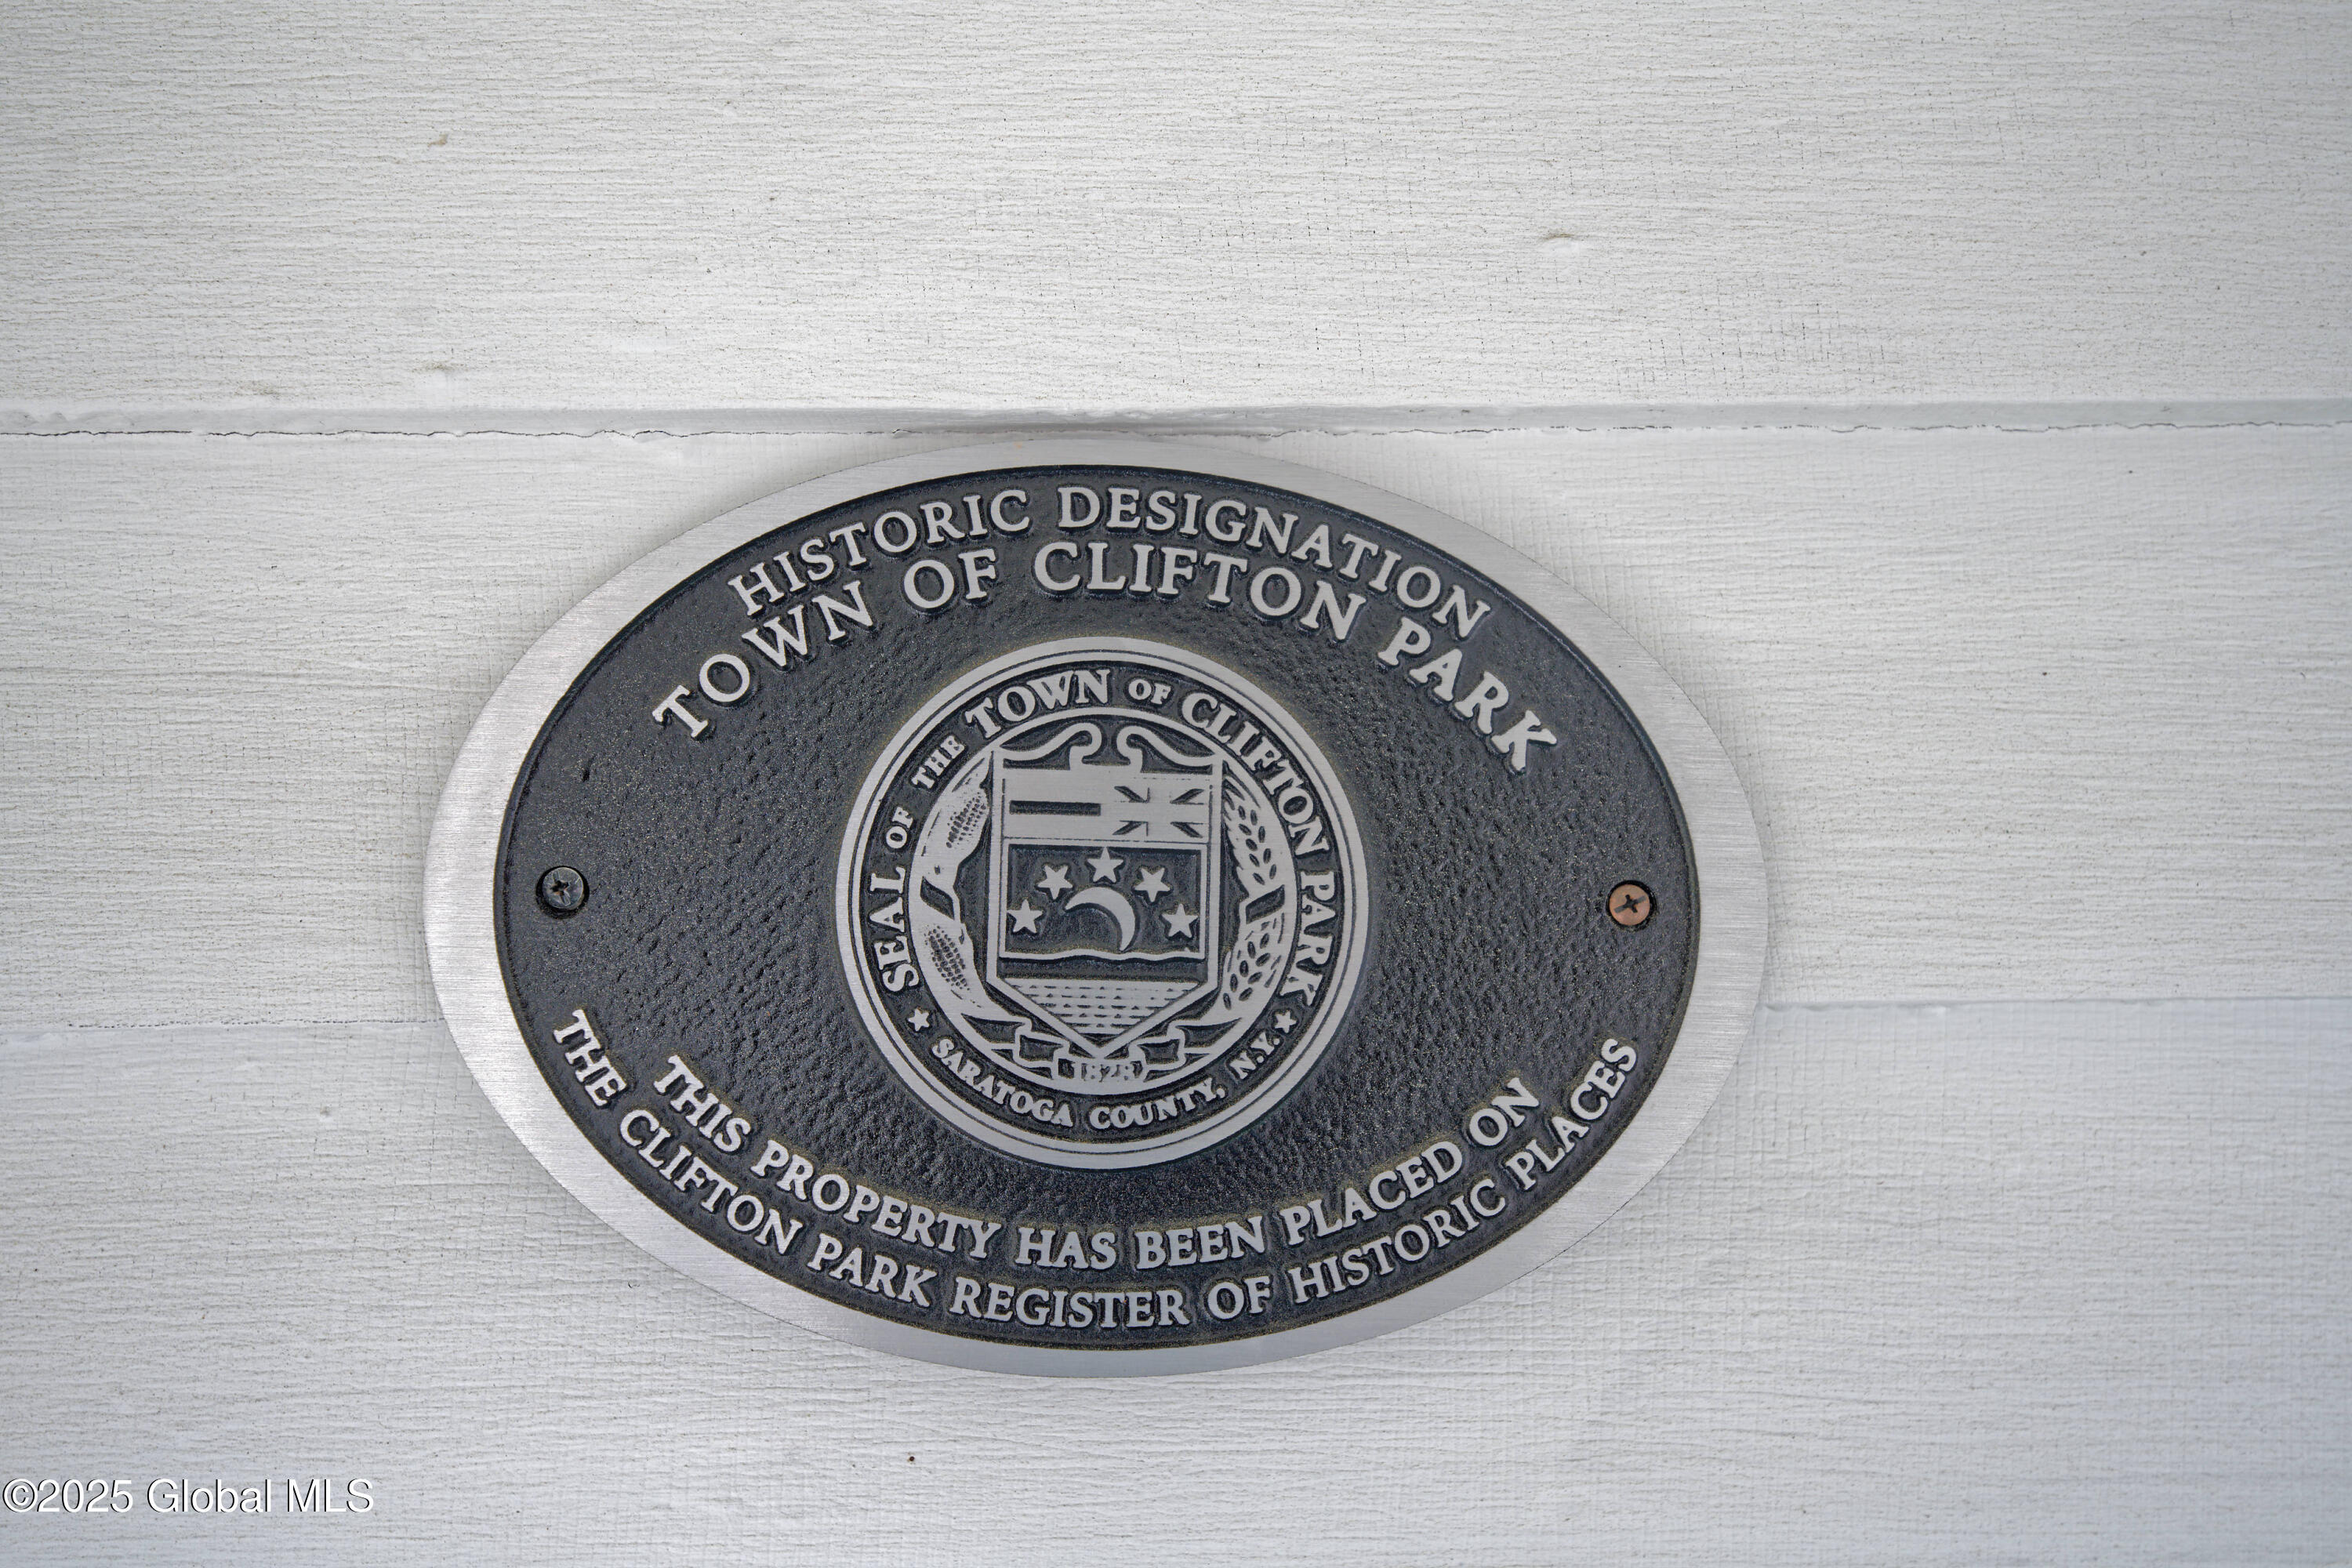 HISTORIC DESIGNATION
TOWN OF CLIFTON PARK
SEAL OF THE TOWN OF CLIFTON PARK
1828
SARATOGA COUNTY, N.Y.
THIS PROPERTY HAS BEEN PLACED ON
THE CLIFTON PARK REGISTER OF HISTORIC PLACES
©2025 Global MLS